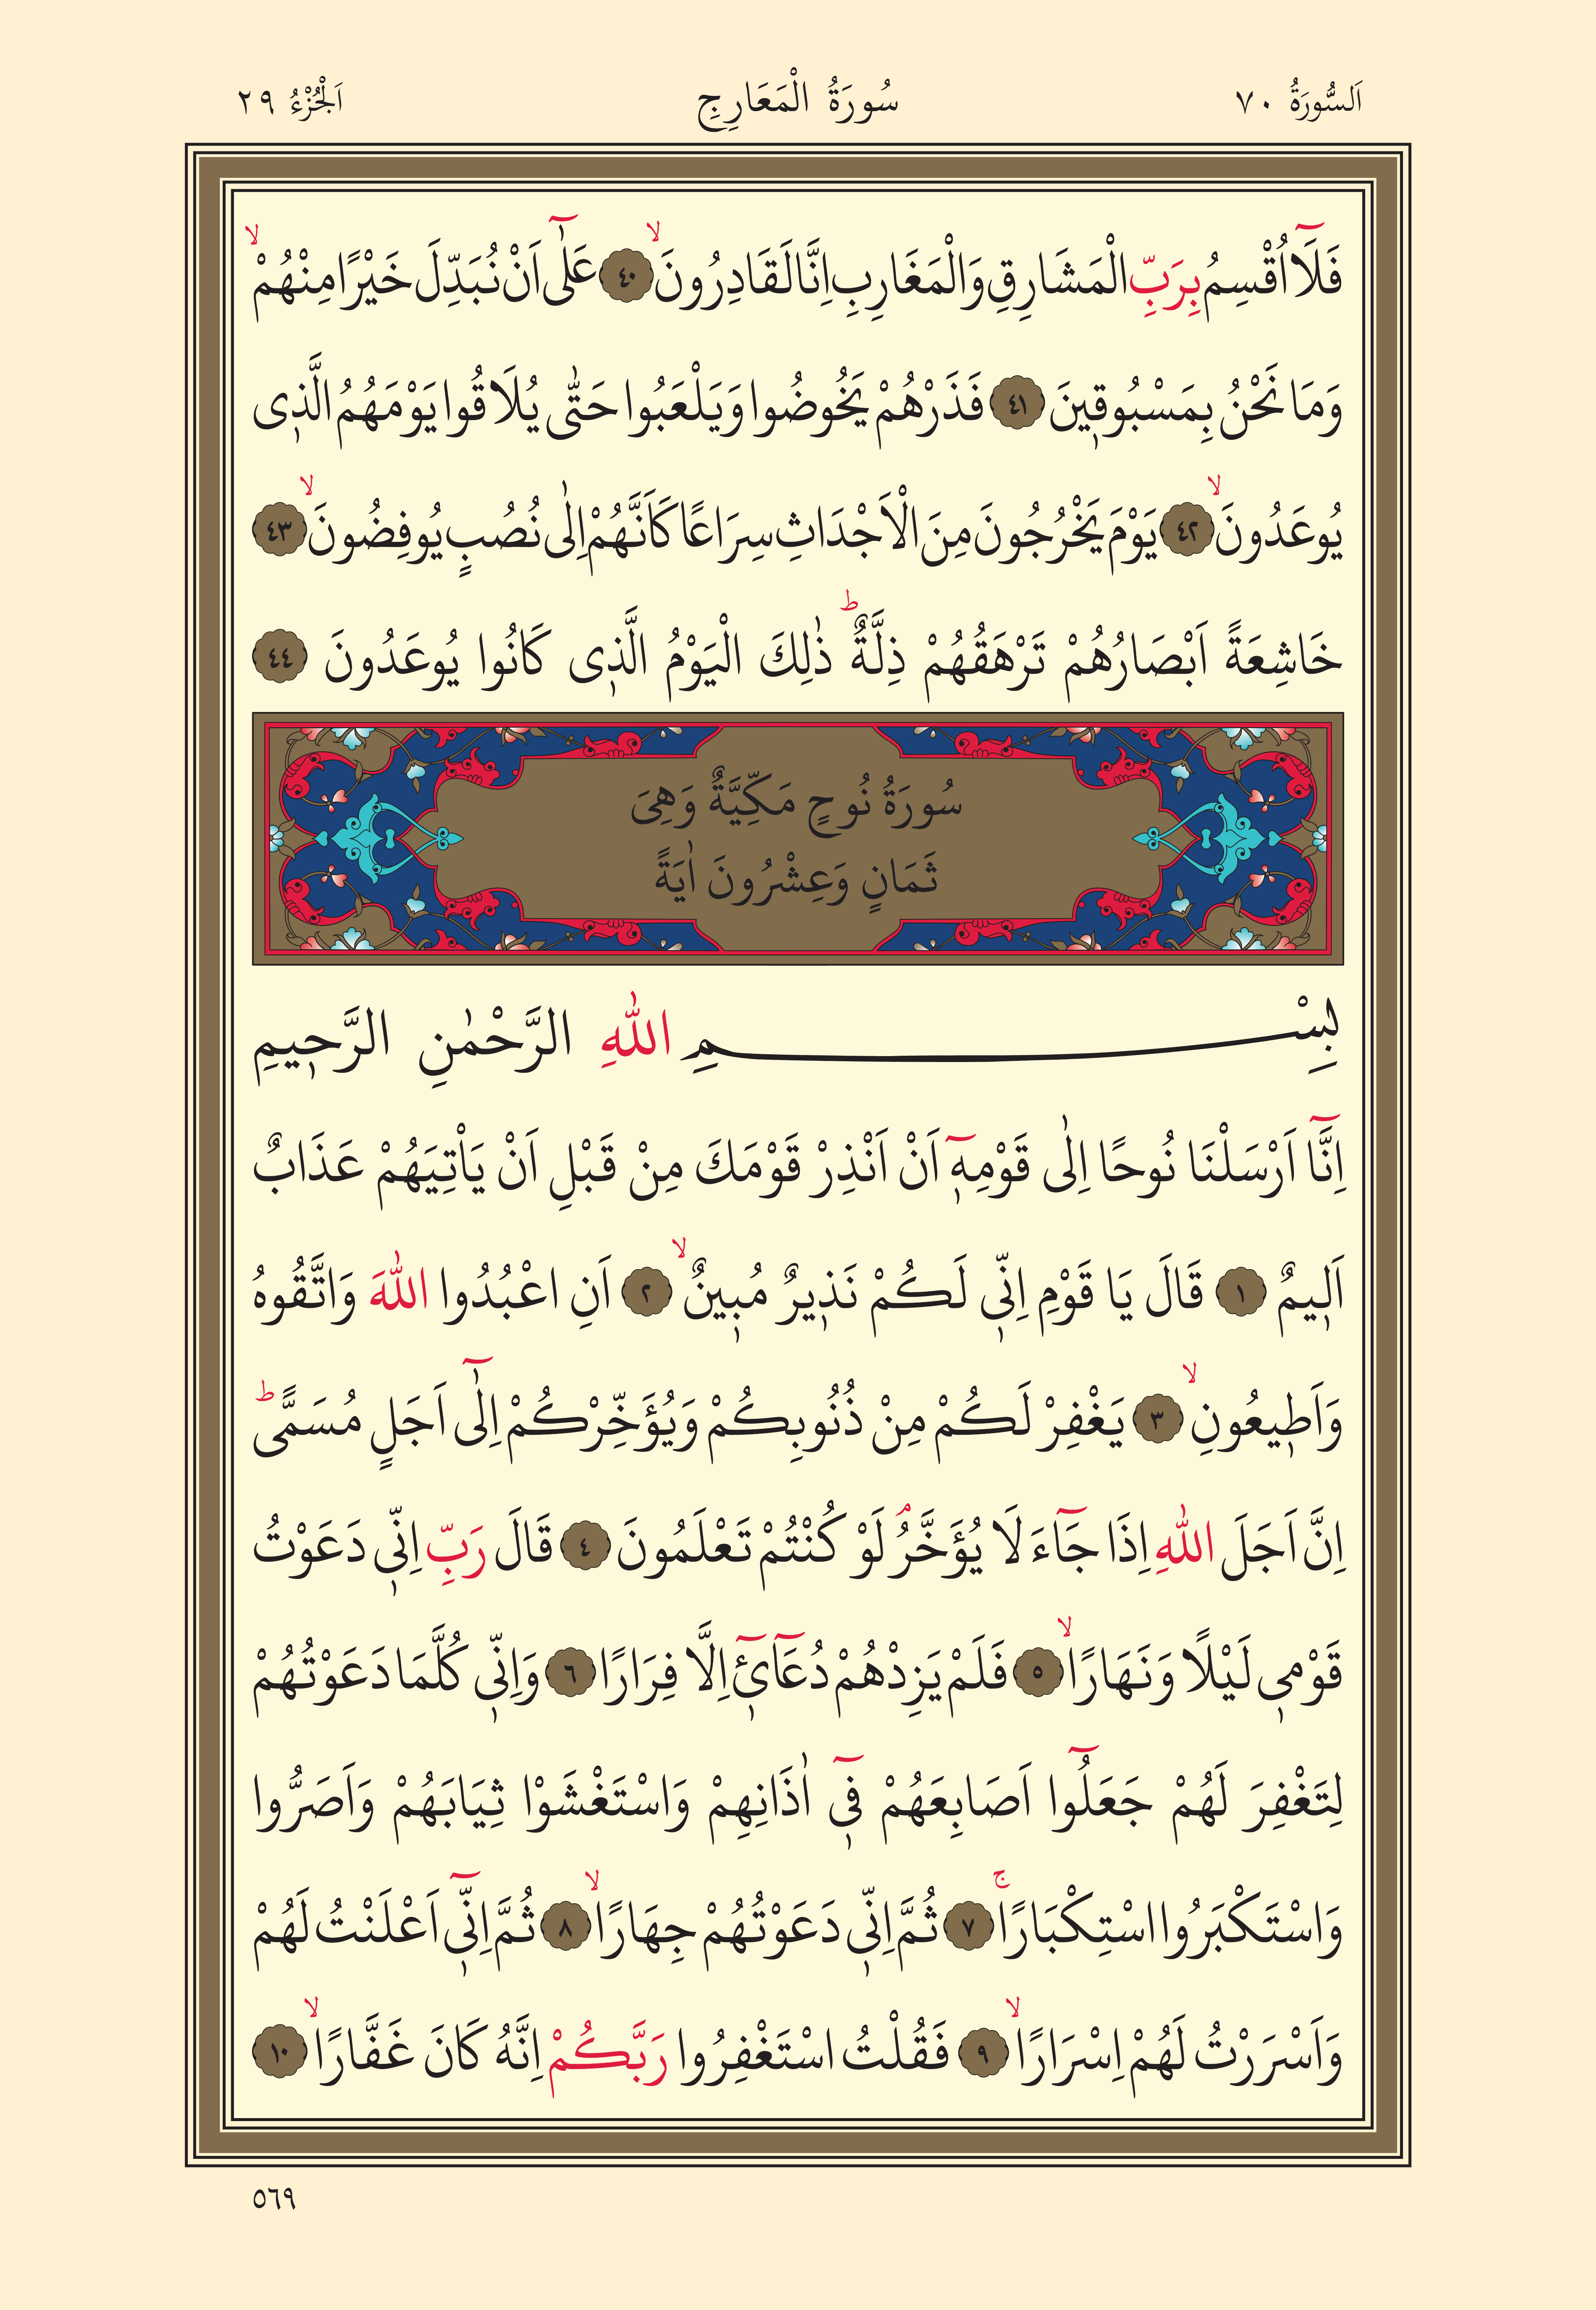 اَلسُّورَةُ ٧٠ سُورَةُ الْمَعَارِجِ اَلْجُزْءُ ٢٩
فَلَآ اُقْسِمُ بِرَبِّ الْمَشَارِقِ وَالْمَغَارِبِ اِنَّا لَقَادِرُونَۙ ٤٠ عَلٰٓى اَنْ نُبَدِّلَ خَيْرًا مِنْهُمْۙ
وَمَا نَحْنُ بِمَسْبُوقٖينَ ٤١ فَذَرْهُمْ يَخُوضُوا وَيَلْعَبُوا حَتّٰى يُلَاقُوا يَوْمَهُمُ الَّذٖى
يُوعَدُونَۙ ٤٢ يَوْمَ يَخْرُجُونَ مِنَ الْاَجْدَاثِ سِرَاعًا كَاَنَّهُمْ اِلٰى نُصُبٍ يُوفِضُونَۙ ٤٣
خَاشِعَةً اَبْصَارُهُمْ تَرْهَقُهُمْ ذِلَّةٌؕ ذٰلِكَ الْيَوْمُ الَّذٖى كَانُوا يُوعَدُونَ ٤٤
سُورَةُ نُوحٍ مَكِّيَّةٌ وَهِىَ
ثَمَانٍ وَعِشْرُونَ اٰيَةً
بِسْمِ اللّٰهِ الرَّحْمٰنِ الرَّحٖيمِ
اِنَّٓا اَرْسَلْنَا نُوحًا اِلٰى قَوْمِهٖٓ اَنْ اَنْذِرْ قَوْمَكَ مِنْ قَبْلِ اَنْ يَاْتِيَهُمْ عَذَابٌ
اَلٖيمٌ ١ قَالَ يَا قَوْمِ اِنّٖى لَكُمْ نَذٖيرٌ مُبٖينٌۙ ٢ اَنِ اعْبُدُوا اللّٰهَ وَاتَّقُوهُ
وَاَطٖيعُونِۙ ٣ يَغْفِرْ لَكُمْ مِنْ ذُنُوبِكُمْ وَيُؤَخِّرْكُمْ اِلٰٓى اَجَلٍ مُسَمًّىؕ
اِنَّ اَجَلَ اللّٰهِ اِذَا جَٓاءَ لَا يُؤَخَّرُۢ لَوْ كُنْتُمْ تَعْلَمُونَ ٤ قَالَ رَبِّ اِنّٖى دَعَوْتُ
قَوْمٖى لَيْلًا وَنَهَارًاۙ ٥ فَلَمْ يَزِدْهُمْ دُعَٓائٖٓى اِلَّا فِرَارًا ٦ وَاِنّٖى كُلَّمَا دَعَوْتُهُمْ
لِتَغْفِرَ لَهُمْ جَعَلُٓوا اَصَابِعَهُمْ فٖٓى اٰذَانِهِمْ وَاسْتَغْشَوْا ثِيَابَهُمْ وَاَصَرُّوا
وَاسْتَكْبَرُوا اسْتِكْبَارًاۚ ٧ ثُمَّ اِنّٖى دَعَوْتُهُمْ جِهَارًاۙ ٨ ثُمَّ اِنّٖٓى اَعْلَنْتُ لَهُمْ
وَاَسْرَرْتُ لَهُمْ اِسْرَارًاۙ ٩ فَقُلْتُ اسْتَغْفِرُوا رَبَّكُمْ اِنَّهُ كَانَ غَفَّارًاۙ ١٠
٥٦٩